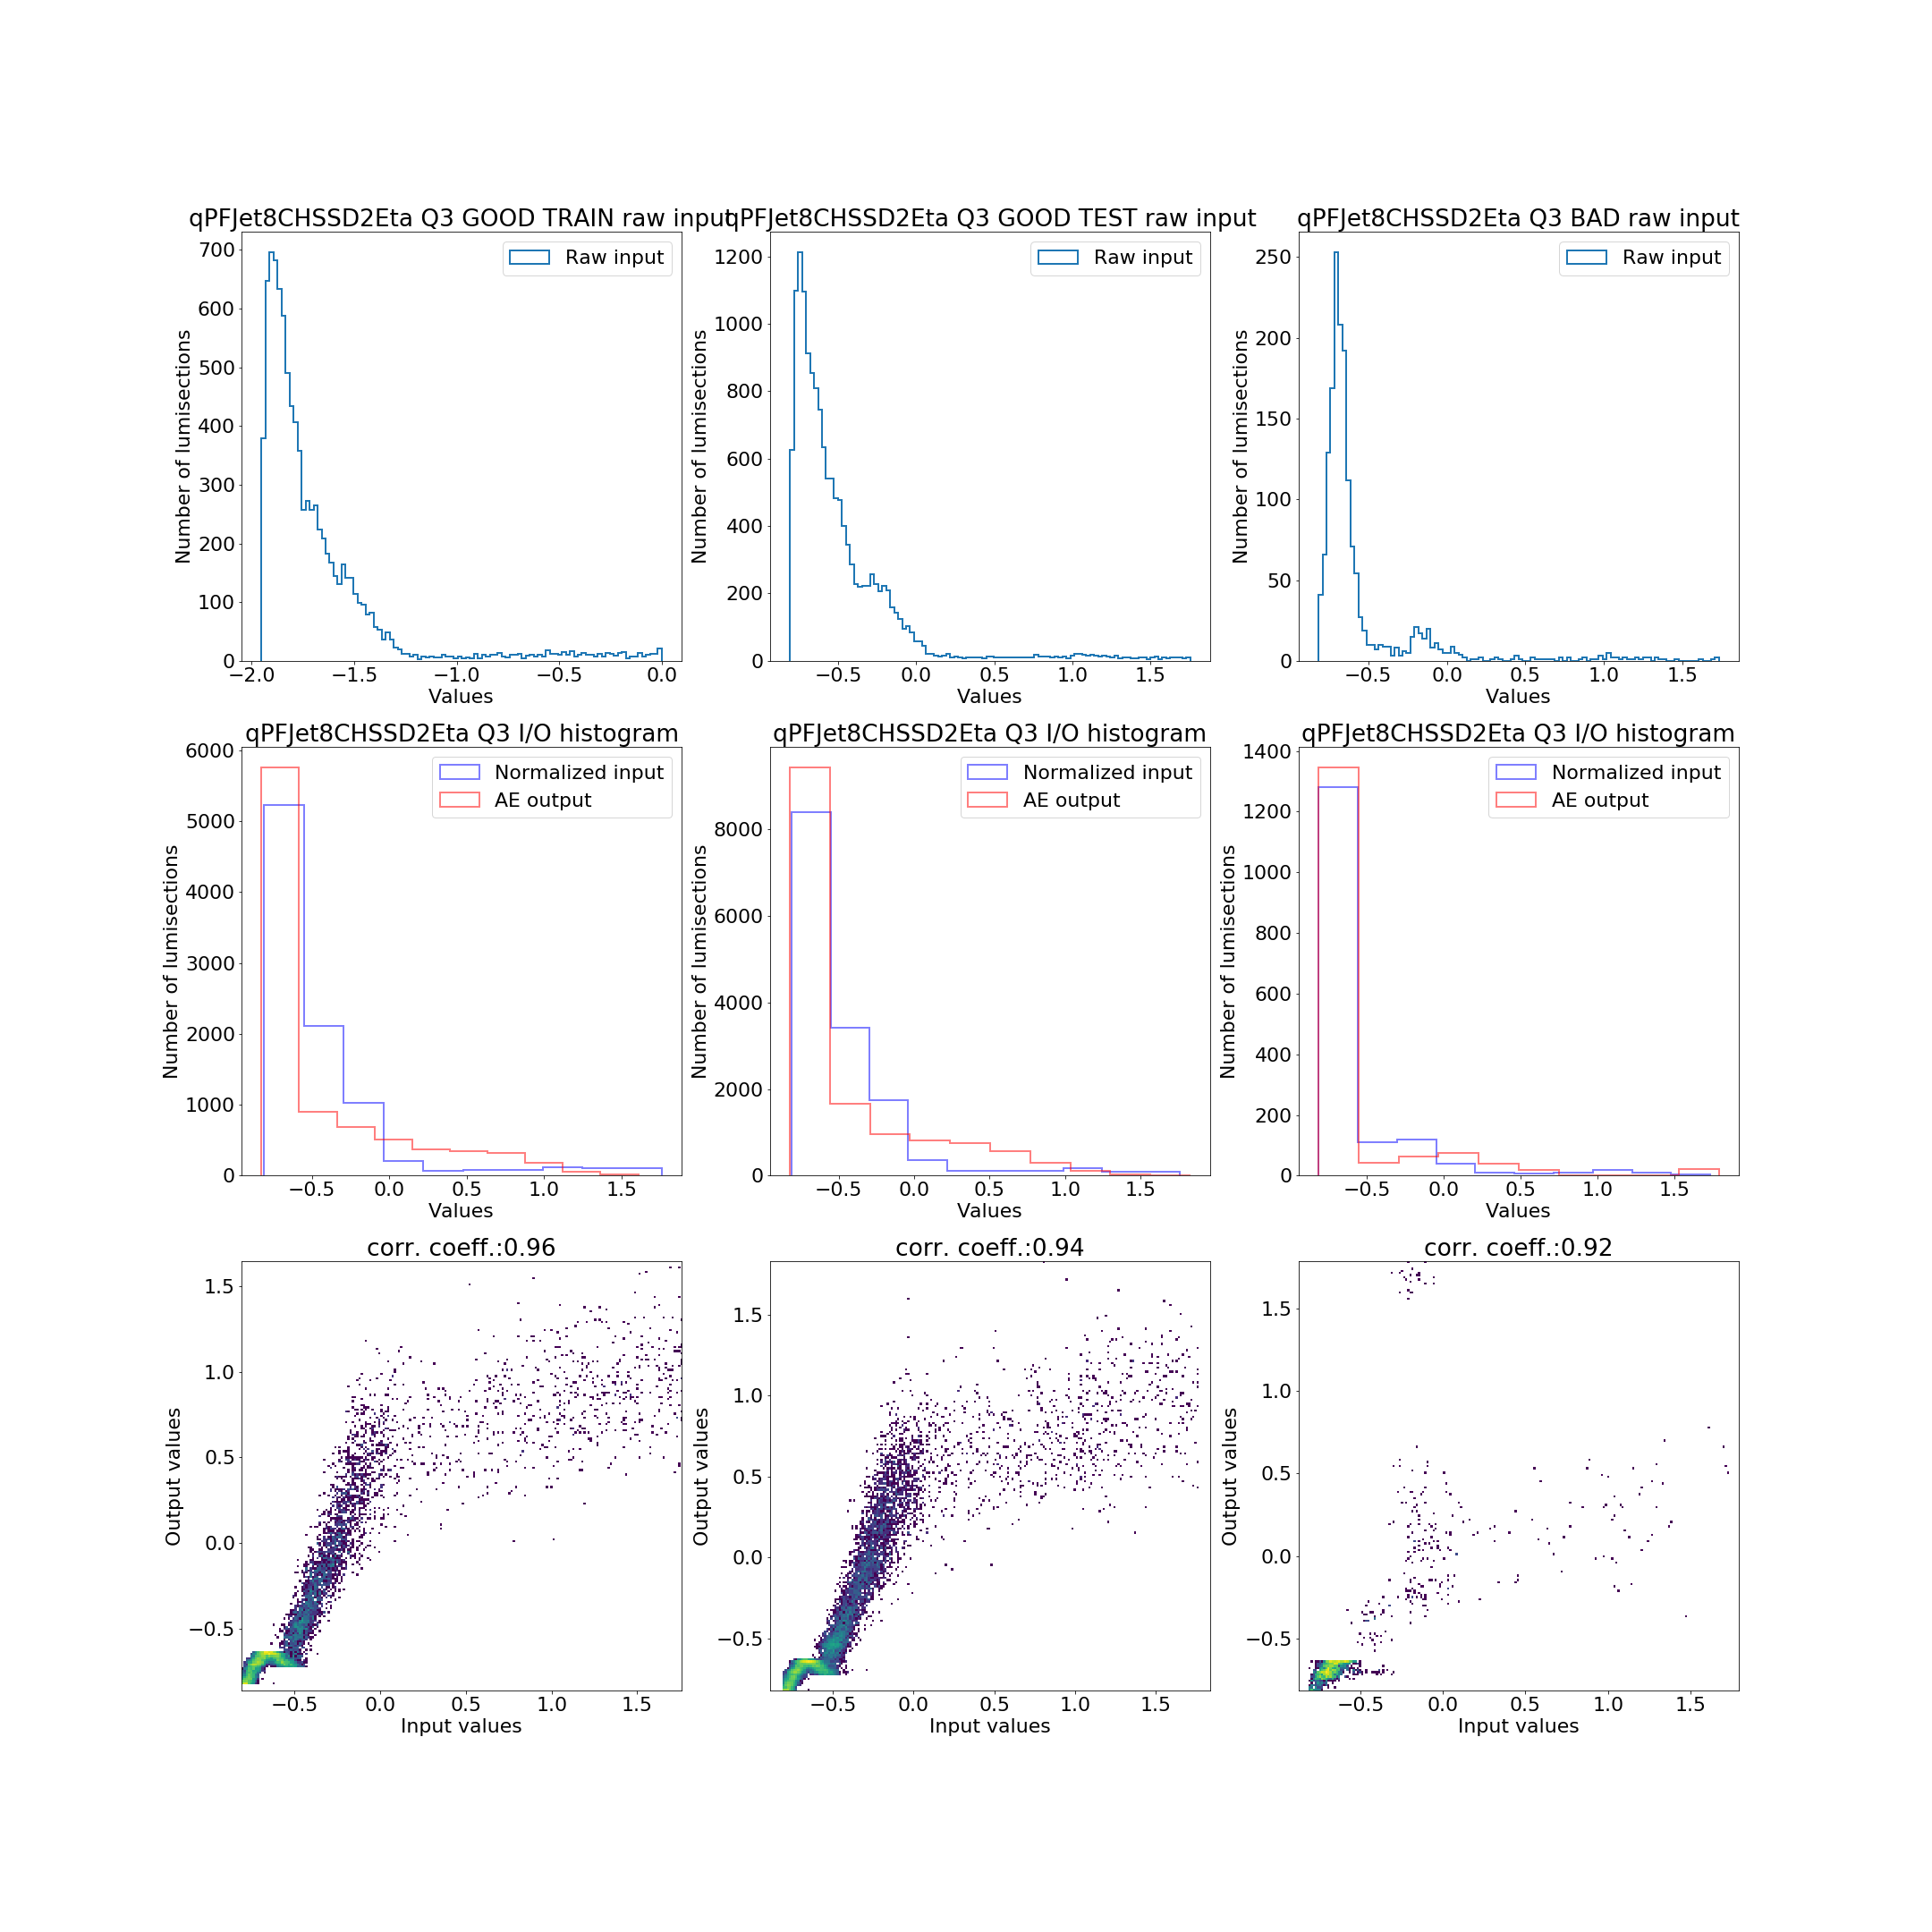 qPFJet8CHSSD2Eta Q3 GOOD TRAIN raw input
qPFJet8CHSSD2Eta Q3 GOOD TEST raw input
qPFJet8CHSSD2Eta Q3 BAD raw input
Raw input
Raw input
Raw input
Number of lumisections
700
600
500
400
300
200
100
0
−2.0 −1.5 −1.0 −0.5 0.0
Values
Number of lumisections
1200
1000
800
600
400
200
0
−0.5 0.0 0.5 1.0 1.5
Values
Number of lumisections
250
200
150
100
50
0
−0.5 0.0 0.5 1.0 1.5
Values
qPFJet8CHSSD2Eta Q3 I/O histogram
Normalized input
AE output
Number of lumisections
6000
5000
4000
3000
2000
1000
0
−0.5 0.0 0.5 1.0 1.5
Values
qPFJet8CHSSD2Eta Q3 I/O histogram
Normalized input
AE output
Number of lumisections
8000
6000
4000
2000
0
−0.5 0.0 0.5 1.0 1.5
Values
qPFJet8CHSSD2Eta Q3 I/O histogram
Normalized input
AE output
Number of lumisections
1400
1200
1000
800
600
400
200
0
−0.5 0.0 0.5 1.0 1.5
Values
corr. coeff.:0.96
Output values
1.5
1.0
0.5
0.0
−0.5
−0.5 0.0 0.5 1.0 1.5
Input values
corr. coeff.:0.94
Output values
1.5
1.0
0.5
0.0
−0.5
−0.5 0.0 0.5 1.0 1.5
Input values
corr. coeff.:0.92
Output values
1.5
1.0
0.5
0.0
−0.5
−0.5 0.0 0.5 1.0 1.5
Input values